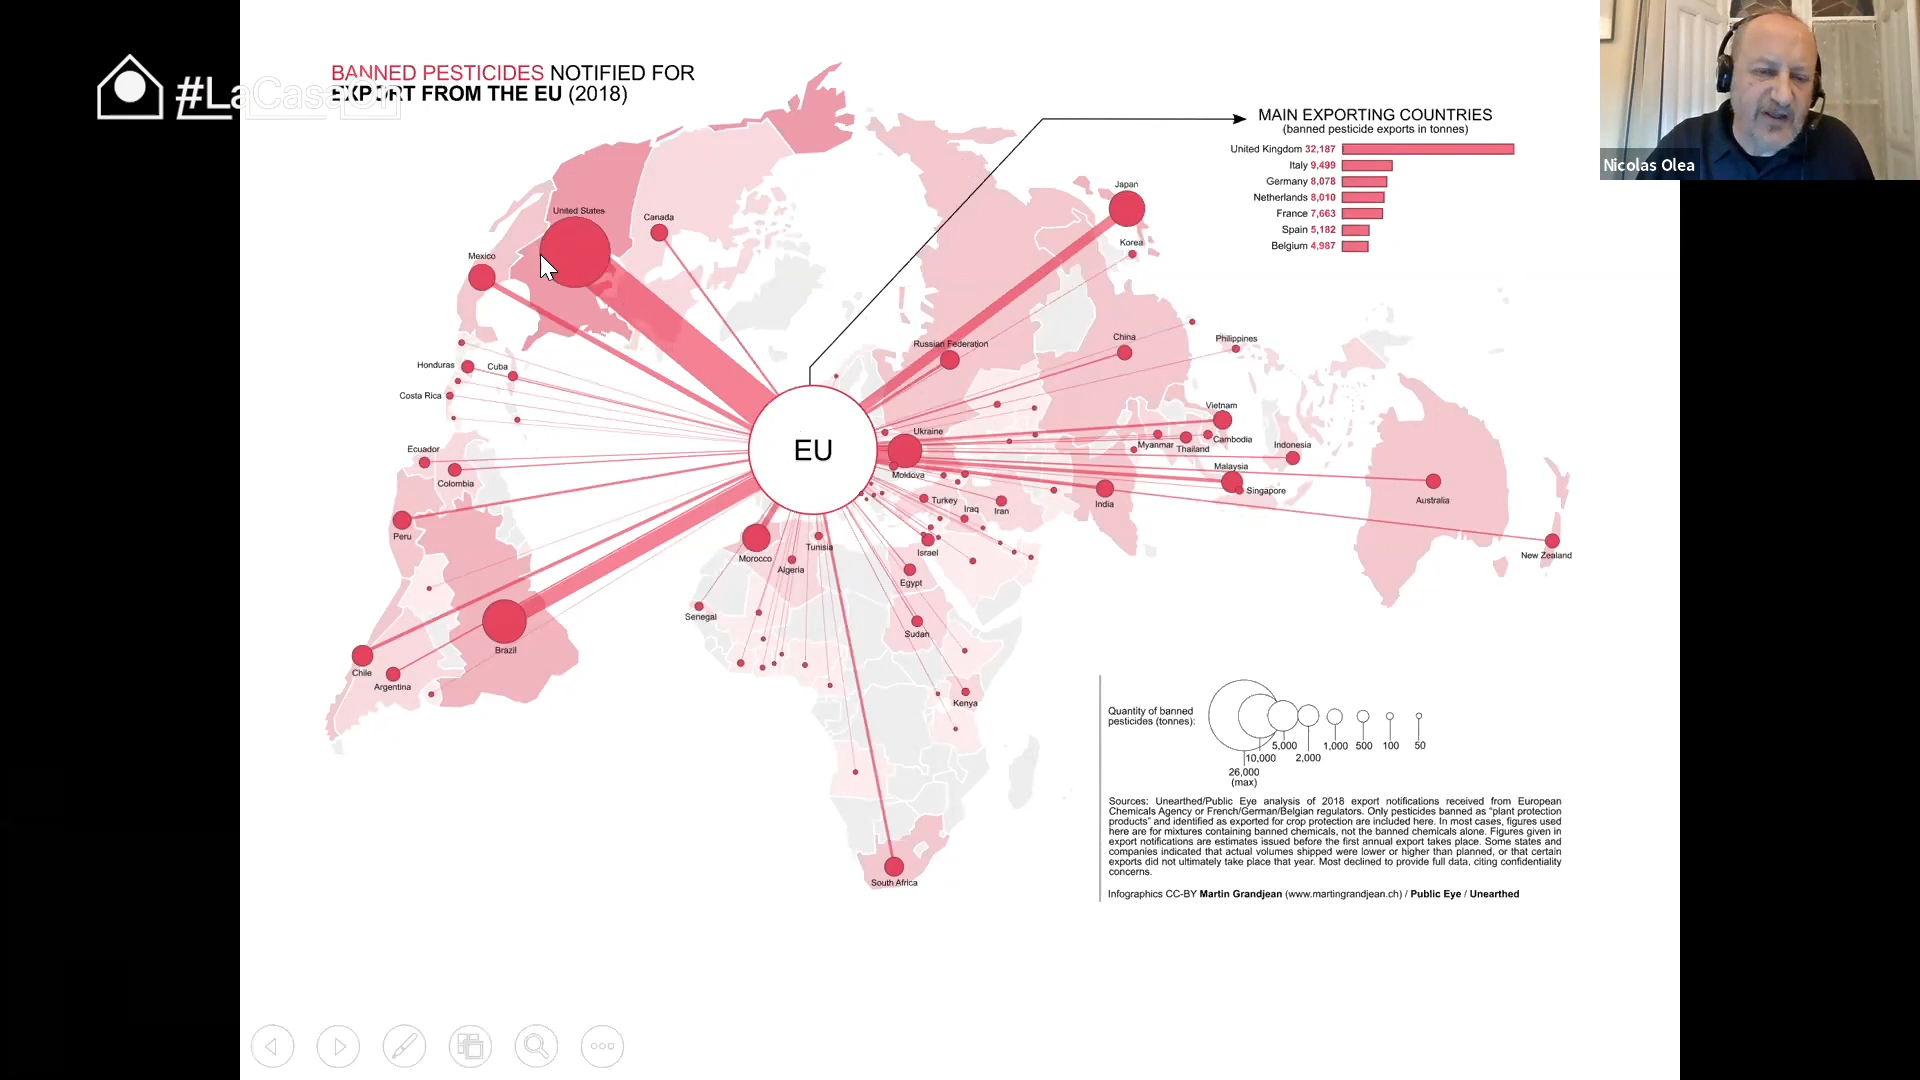 #LaCasaOn
BANNED PESTICIDES NOTIFIED FOR
EXPORT FROM THE EU (2018)
MAIN EXPORTING COUNTRIES
(banned pesticide exports in tonnes)
United Kingdom 32,187
Italy 9,499
Germany 8,078
Netherlands 8,010
France 7,663
Spain 5,182
Belgium 4,987
Nicolas Olea
Japan
United States
Canada
Korea
Mexico
Russian Federation
China
Philippines
Honduras
Cuba
Costa Rica
Vietnam
Ukraine
Cambodia
Myanmar
Thailand
Indonesia
EU
Ecuador
Colombia
Moldova
Malaysia
Singapore
Australia
Turkey
Iraq
Iran
India
Peru
Morocco
Tunisia
Algeria
Israel
New Zealand
Egypt
Senegal
Sudan
Brazil
Chile
Argentina
Kenya
South Africa
Quantity of banned
pesticides (tonnes):
5,000
1,000
500
100
50
10,000
2,000
26,000
(max)
Sources: Unearthed/Public Eye analysis of 2018 export notifications received from European
Chemicals Agency or French/German/Belgian regulators. Only pesticides banned as “plant protection
products” and identified as exported for crop protection are included here. In most cases, figures used
here are for mixtures containing banned chemicals, not the banned chemicals alone. Figures given in
export notifications are estimates issued before the first annual export takes place. Some states and
companies indicated that actual volumes shipped were lower or higher than planned, or that certain
exports did not ultimately take place that year. Most declined to provide full data, citing confidentiality
concerns.
Infographics CC-BY Martin Grandjean (www.martingrandjean.ch) / Public Eye / Unearthed